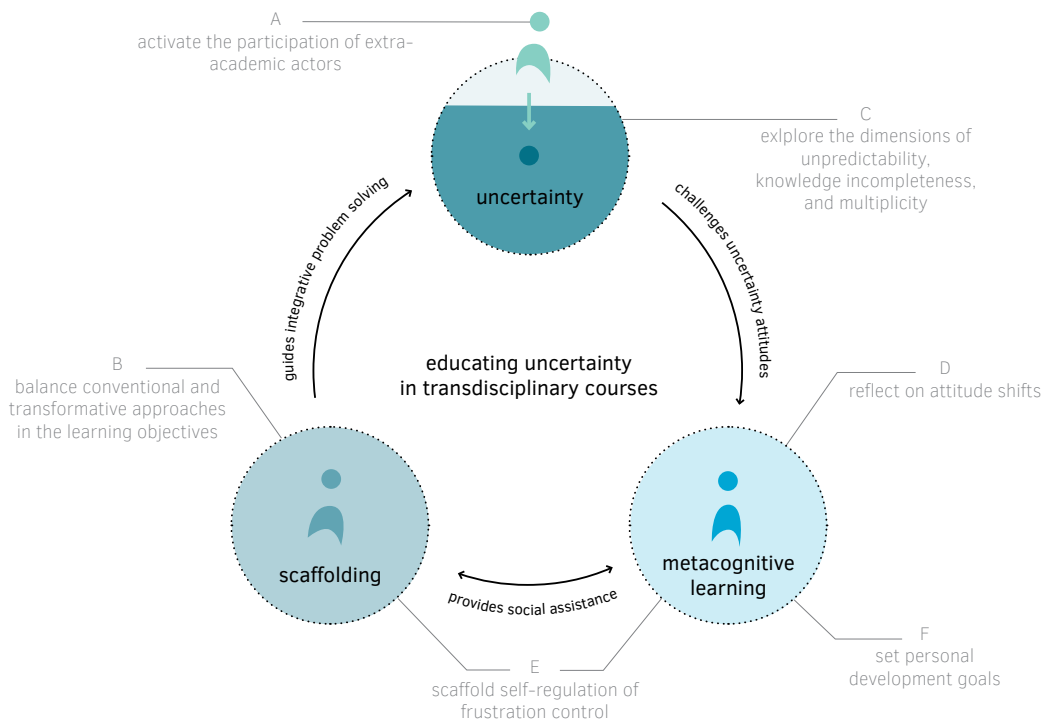 A
activate the participation of extra-
academic actors
C
exlplore the dimensions of
unpredictability,
knowledge incompleteness,
and multiplicity
uncertainty
guides integrative problem solving
challenges uncertainty attitudes
educating uncertainty
in transdisciplinary courses
B
balance conventional and
transformative approaches
in the learning objectives
D
reflect on attitude shifts
scaffolding
metacognitive
learning
provides social assistance
E
scaffold self-regulation of
frustration control
F
set personal
development goals